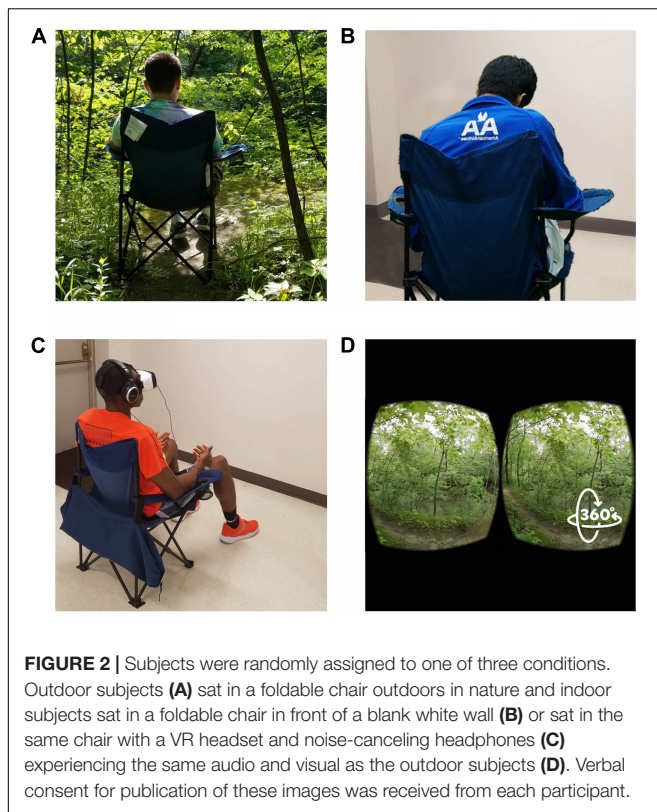 A
B
AA
C
D
360°
FIGURE 2 | Subjects were randomly assigned to one of three conditions.
Outdoor subjects (A) sat in a foldable chair outdoors in nature and indoor
subjects sat in a foldable chair in front of a blank white wall (B) or sat in the
same chair with a VR headset and noise-canceling headphones (C)
experiencing the same audio and visual as the outdoor subjects (D). Verbal
consent for publication of these images was received from each participant.